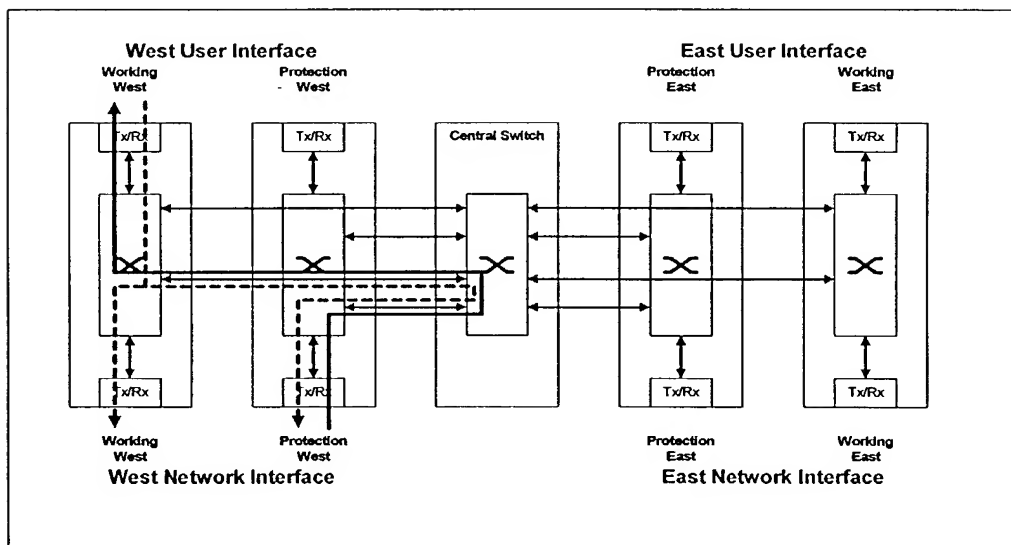 West User Interface
East User Interface
Working
West
Protection
West
Protection
East
Working
East
Tx/Rx
Tx/Rx
Central Switch
Tx/Rx
Tx/Rx
Tx/Rx
Tx/Rx
Tx/Rx
Tx/Rx
Working
West
Protection
West
Protection
East
Working
East
West Network Interface
East Network Interface